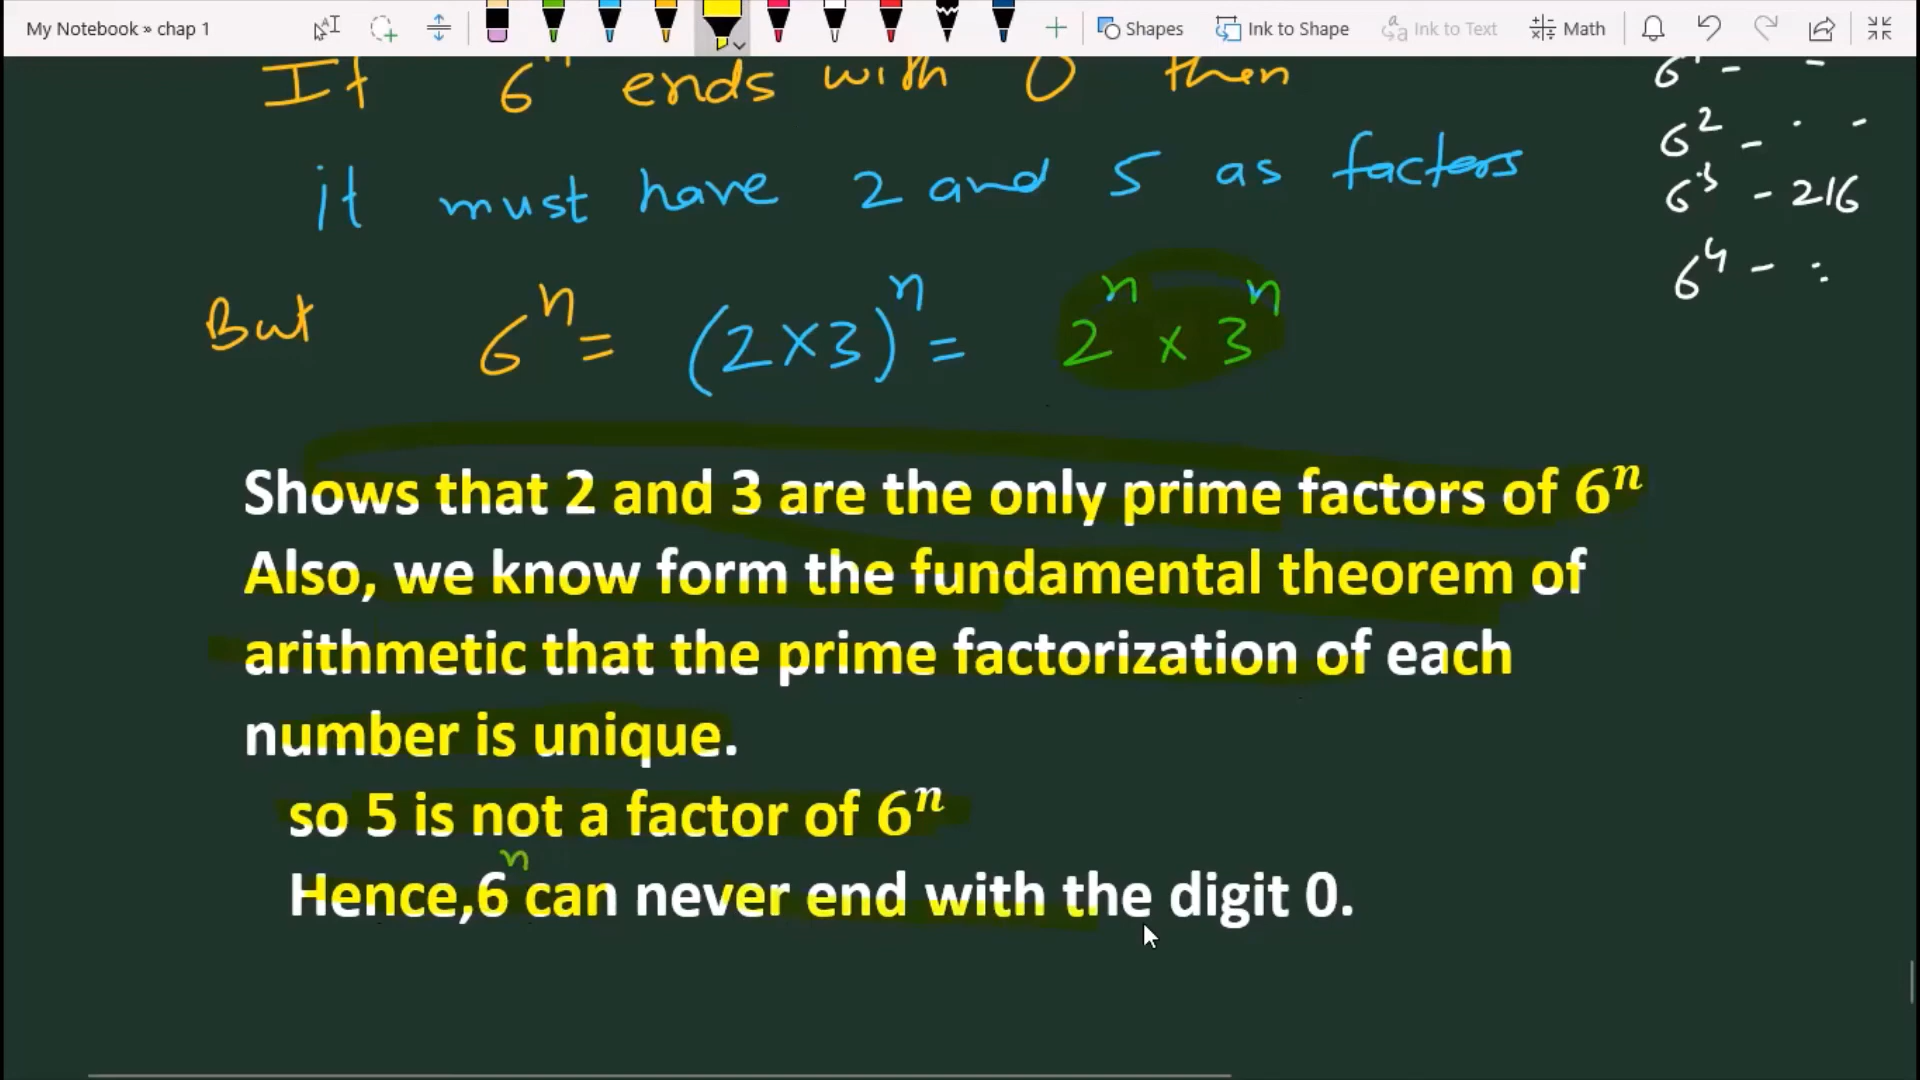 My Notebook » chap 1 Shapes Ink to Shape Ink to Text Math
If 6ⁿ ends with 0 then
it must have 2 and 5 as factors
But 6ⁿ = (2×3)ⁿ = 2ⁿ × 3ⁿ
6¹ -
6² -
6³ - 216
6⁴ -
Shows that 2 and 3 are the only prime factors of 6ⁿ
Also, we know form the fundamental theorem of
arithmetic that the prime factorization of each
number is unique.
so 5 is not a factor of 6ⁿ
Hence,6ⁿ can never end with the digit 0.